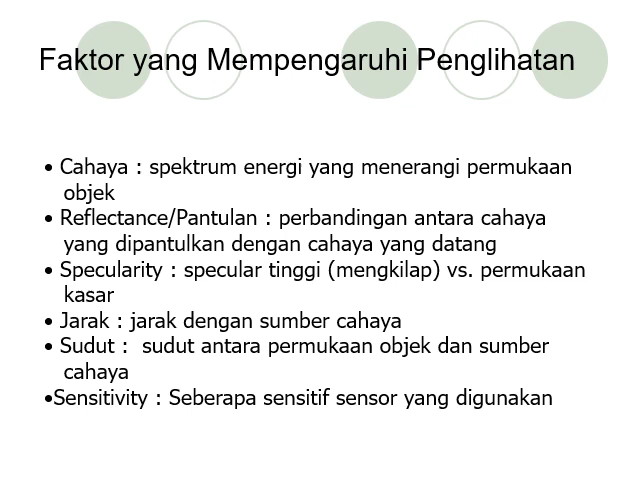 Faktor yang Mempengaruhi Penglihatan
• Cahaya : spektrum energi yang menerangi permukaan
objek
• Reflectance/Pantulan : perbandingan antara cahaya
yang dipantulkan dengan cahaya yang datang
• Specularity : specular tinggi (mengkilap) vs. permukaan
kasar
• Jarak : jarak dengan sumber cahaya
• Sudut :  sudut antara permukaan objek dan sumber
cahaya
•Sensitivity : Seberapa sensitif sensor yang digunakan